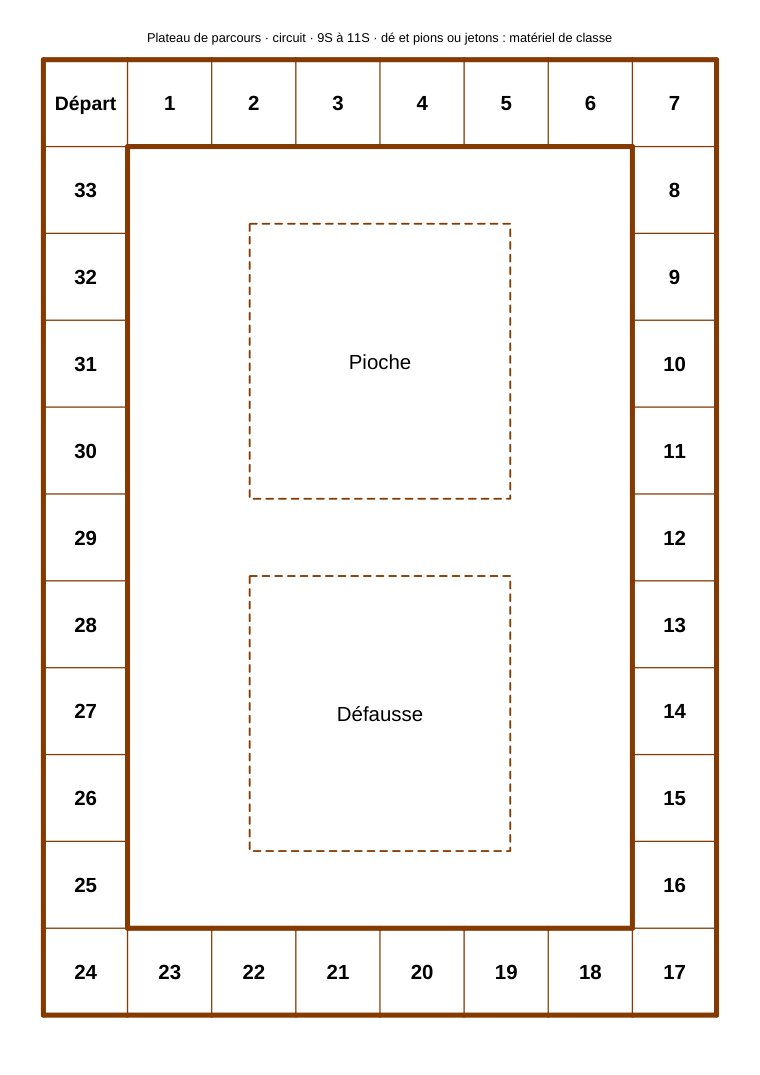 Plateau de parcours · circuit · 9S à 11S · dé et pions ou jetons : matériel de classe
Départ 1 2 3 4 5 6 7
33 8
32 9
Pioche
31 10
30 11
29 12
28 13
27 14
Défausse
26 15
25 16
24 23 22 21 20 19 18 17